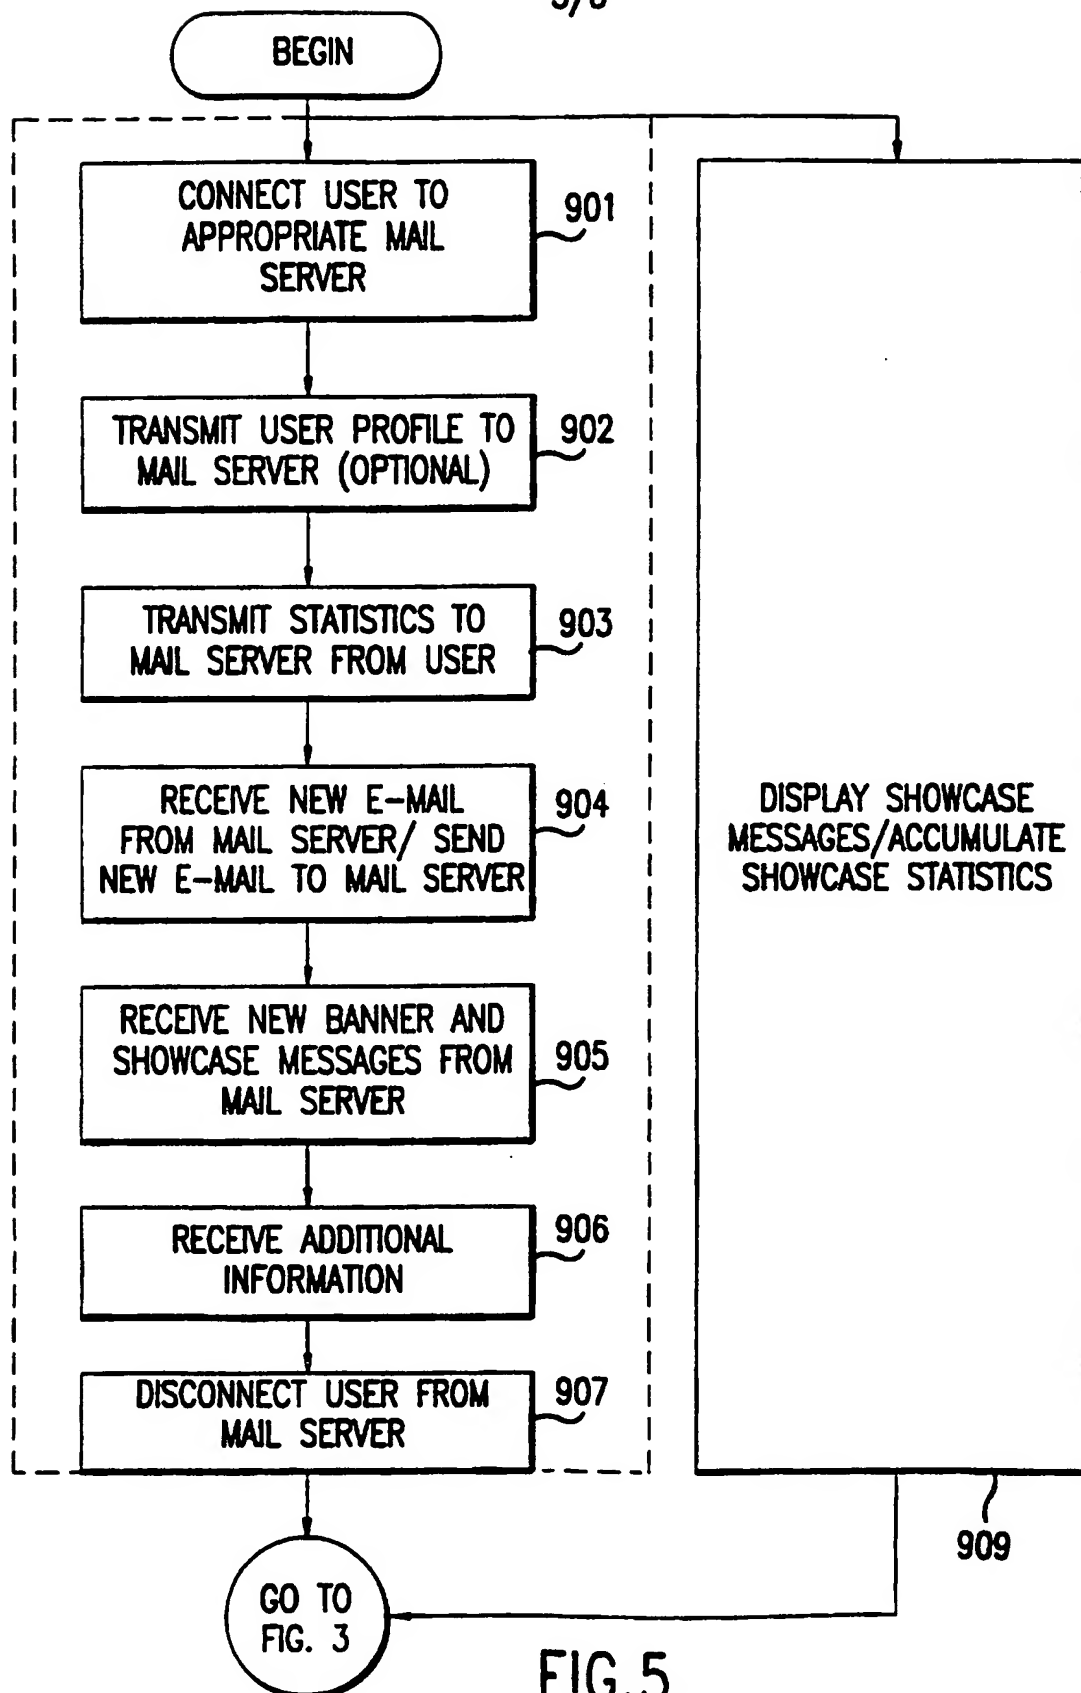 BEGIN
CONNECT USER TO
APPROPRIATE MAIL
SERVER
901
TRANSMIT USER PROFILE TO
MAIL SERVER (OPTIONAL)
902
TRANSMIT STATISTICS TO
MAIL SERVER FROM USER
903
RECEIVE NEW E-MAIL
FROM MAIL SERVER/ SEND
NEW E-MAIL TO MAIL SERVER
904
RECEIVE NEW BANNER AND
SHOWCASE MESSAGES FROM
MAIL SERVER
905
RECEIVE ADDITIONAL
INFORMATION
906
DISCONNECT USER FROM
MAIL SERVER
907
DISPLAY SHOWCASE
MESSAGES/ACCUMULATE
SHOWCASE STATISTICS
909
GO TO
FIG. 3
FIG.5